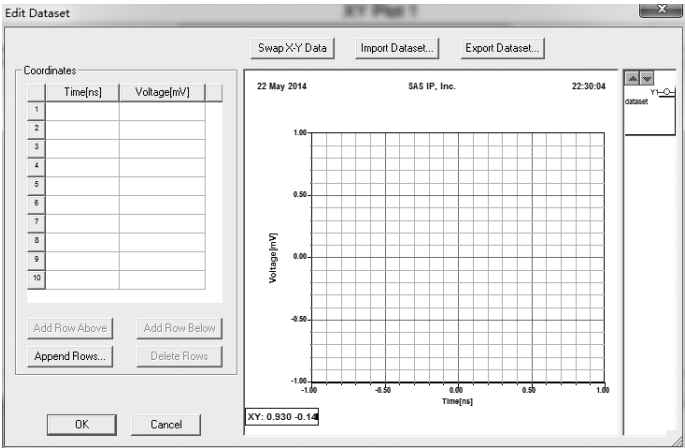 XY Plot 1
Edit Dataset
Swap X-Y Data Import Dataset... Export Dataset...
Coordinates
Time[ns] Voltage[mV]
1
2
3
4
5
6
7
8
9
10
Add Row Above Add Row Below
Append Rows... Delete Rows
OK Cancel
22 May 2014 SAS IP, Inc. 22:30:04
1.00
0.50
0.00
-0.50
-1.00
Voltage[mV]
-1.00 -0.50 0.00 0.50 1.00
Time[ns]
XY: 0.930 -0.14
Y1
dataset